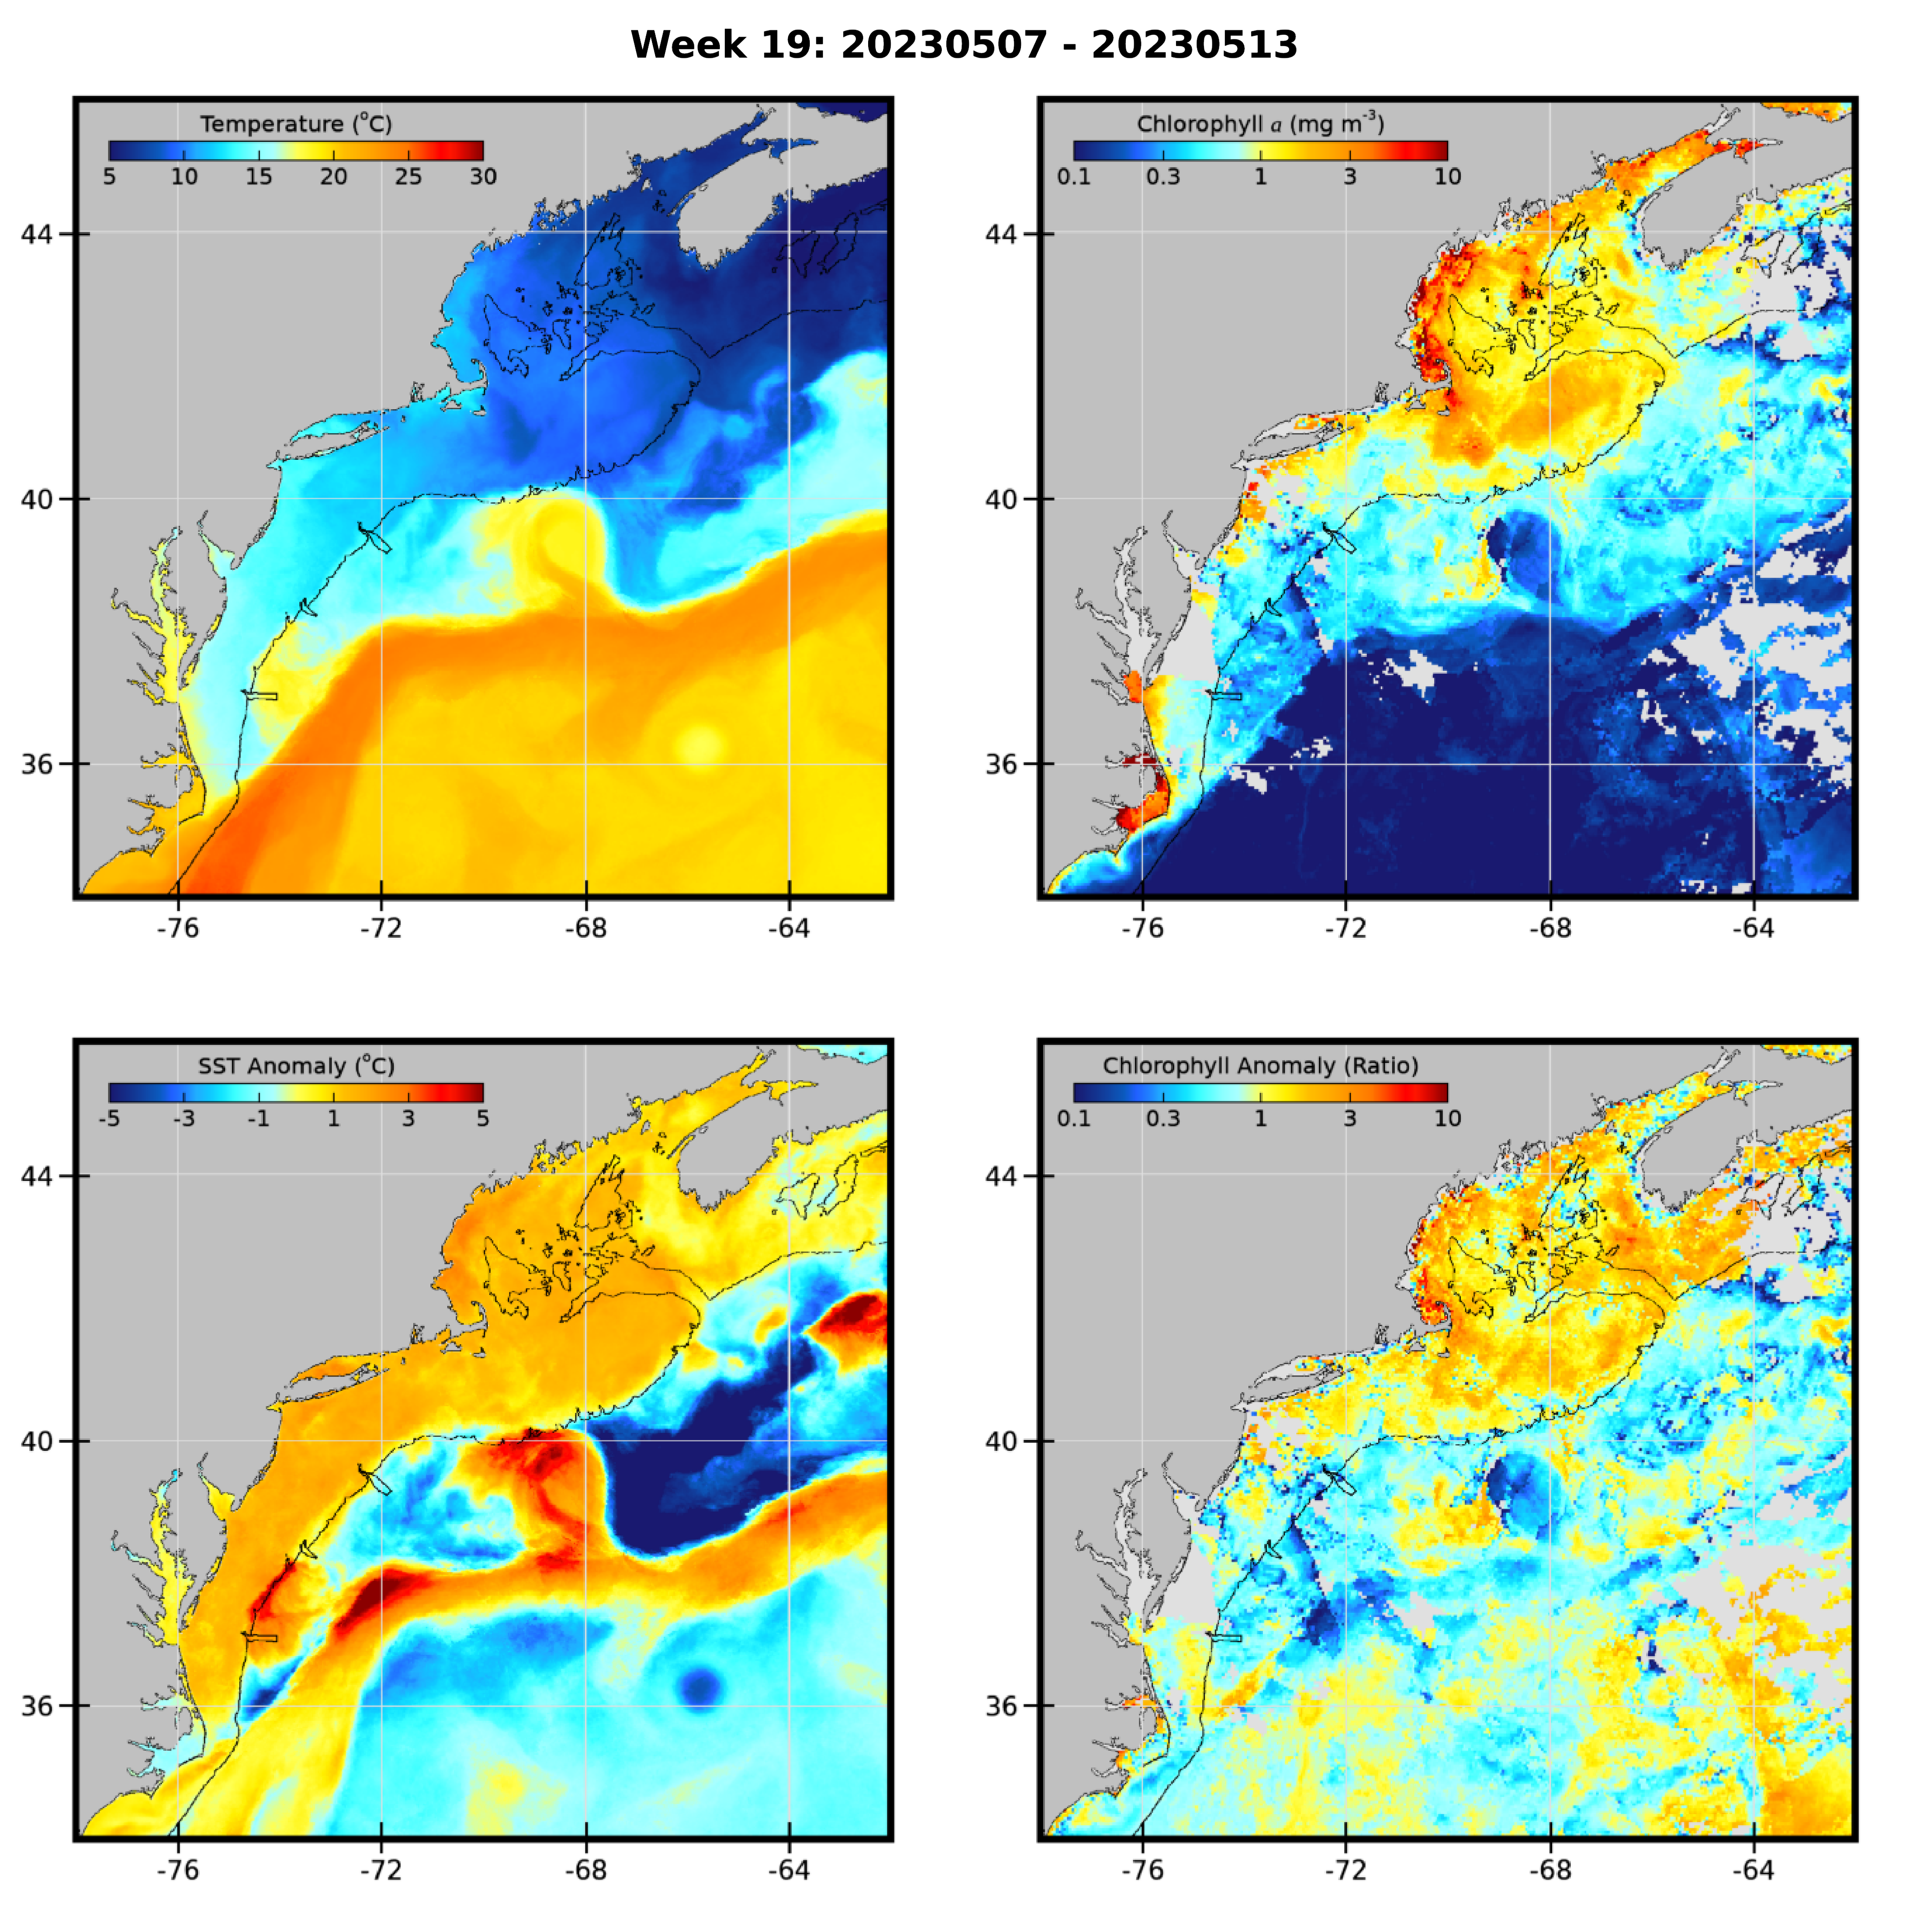 Week 19: 20230507 - 20230513
Temperature (°C)
5 10 15 20 25 30
44
40
36
-76 -72 -68 -64
Chlorophyll a (mg m⁻³)
0.1 0.3 1 3 10
44
40
36
-76 -72 -68 -64
SST Anomaly (°C)
-5 -3 -1 1 3 5
44
40
36
-76 -72 -68 -64
Chlorophyll Anomaly (Ratio)
0.1 0.3 1 3 10
44
40
36
-76 -72 -68 -64